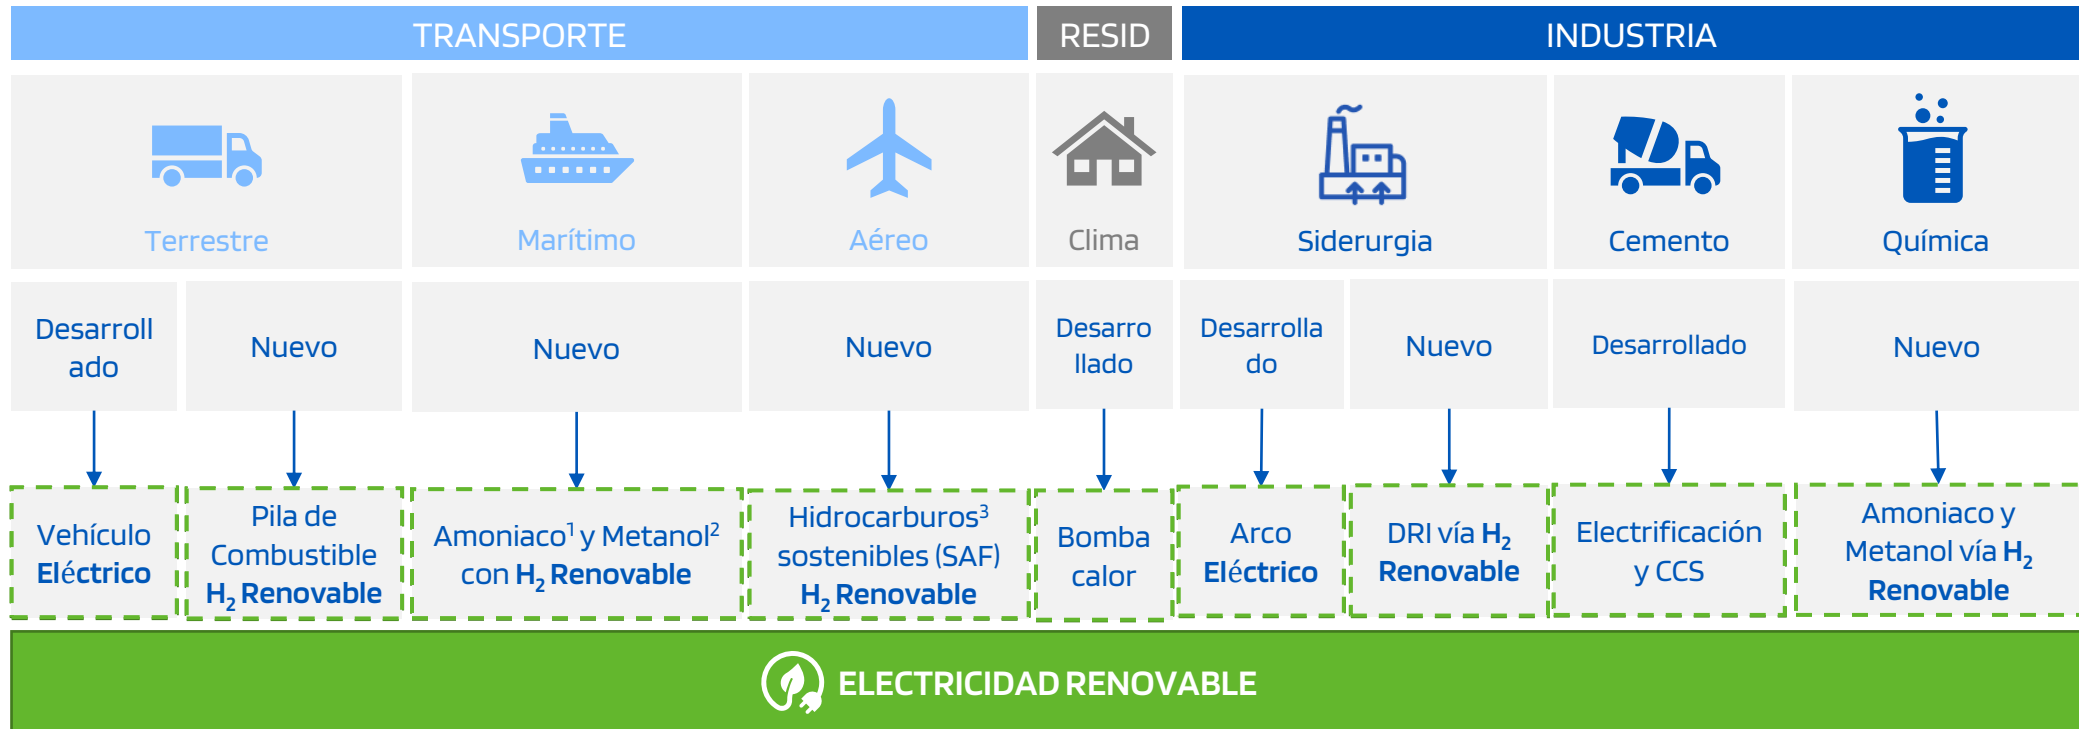 TRANSPORTE
RESID
INDUSTRIA
Terrestre
Marítimo
Aéreo
Clima
Siderurgia
Cemento
Química
Desarroll
ado
Nuevo
Nuevo
Nuevo
Desarro
llado
Desarrolla
do
Nuevo
Desarrollado
Nuevo
Vehículo
Eléctrico
Pila de
Combustible
H₂ Renovable
Amoniaco¹ y Metanol²
con H₂ Renovable
Hidrocarburos³
sostenibles (SAF)
H₂ Renovable
Bomba
calor
Arco
Eléctrico
DRI vía H₂
Renovable
Electrificación
y CCS
Amoniaco y
Metanol vía H₂
Renovable
ELECTRICIDAD RENOVABLE